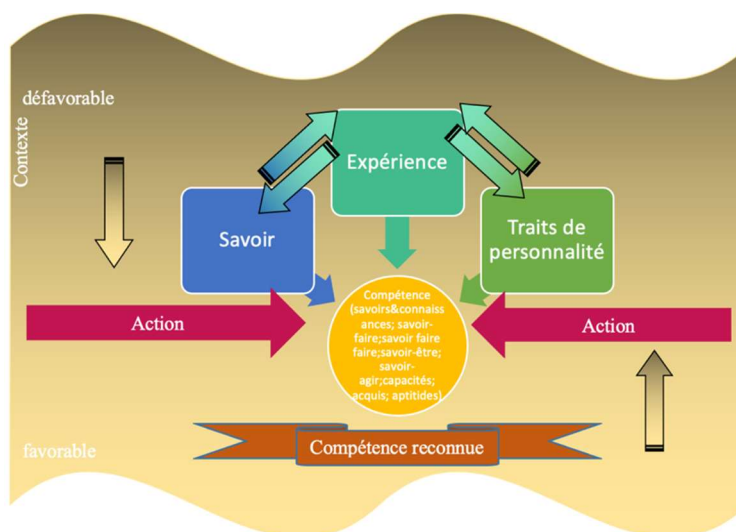 défavorable
Contexte
Expérience
Savoir
Traits de
personnalité
Compétence
(savoirs&connaiss
ances; savoir-
faire;savoir faire
faire;savoir-être;
savoir-
agir;capacités;
acquis; aptitides)
Action
Action
favorable
Compétence reconnue